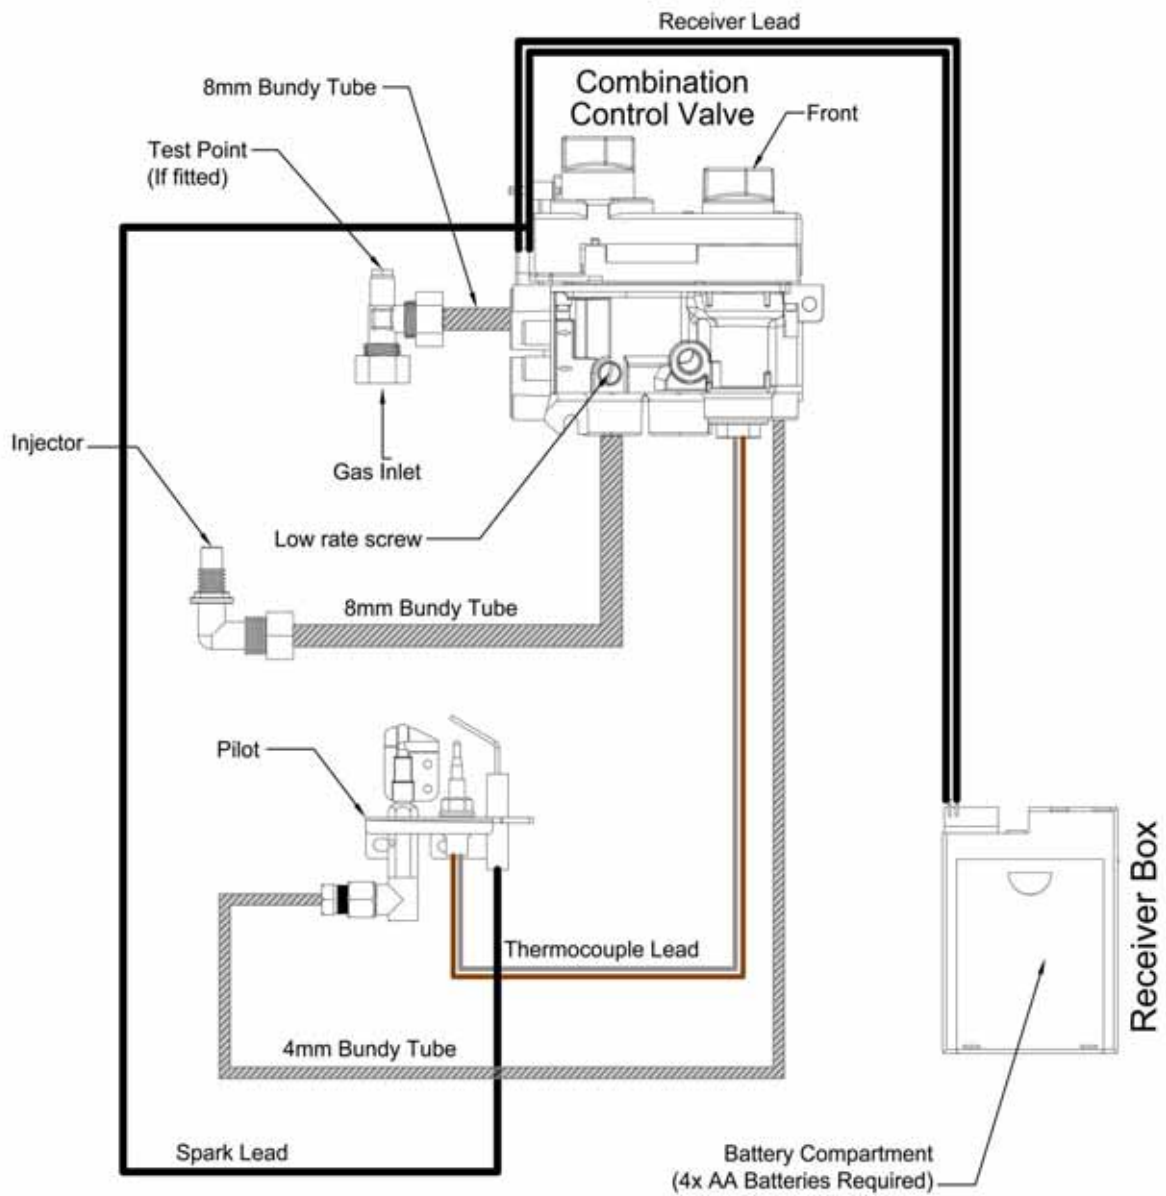 Receiver Lead
8mm Bundy Tube
Combination
Control Valve
Front
Test Point
(If fitted)
Injector
Gas Inlet
Low rate screw
8mm Bundy Tube
Pilot
Receiver Box
Thermocouple Lead
4mm Bundy Tube
Spark Lead
Battery Compartment
(4x AA Batteries Required)